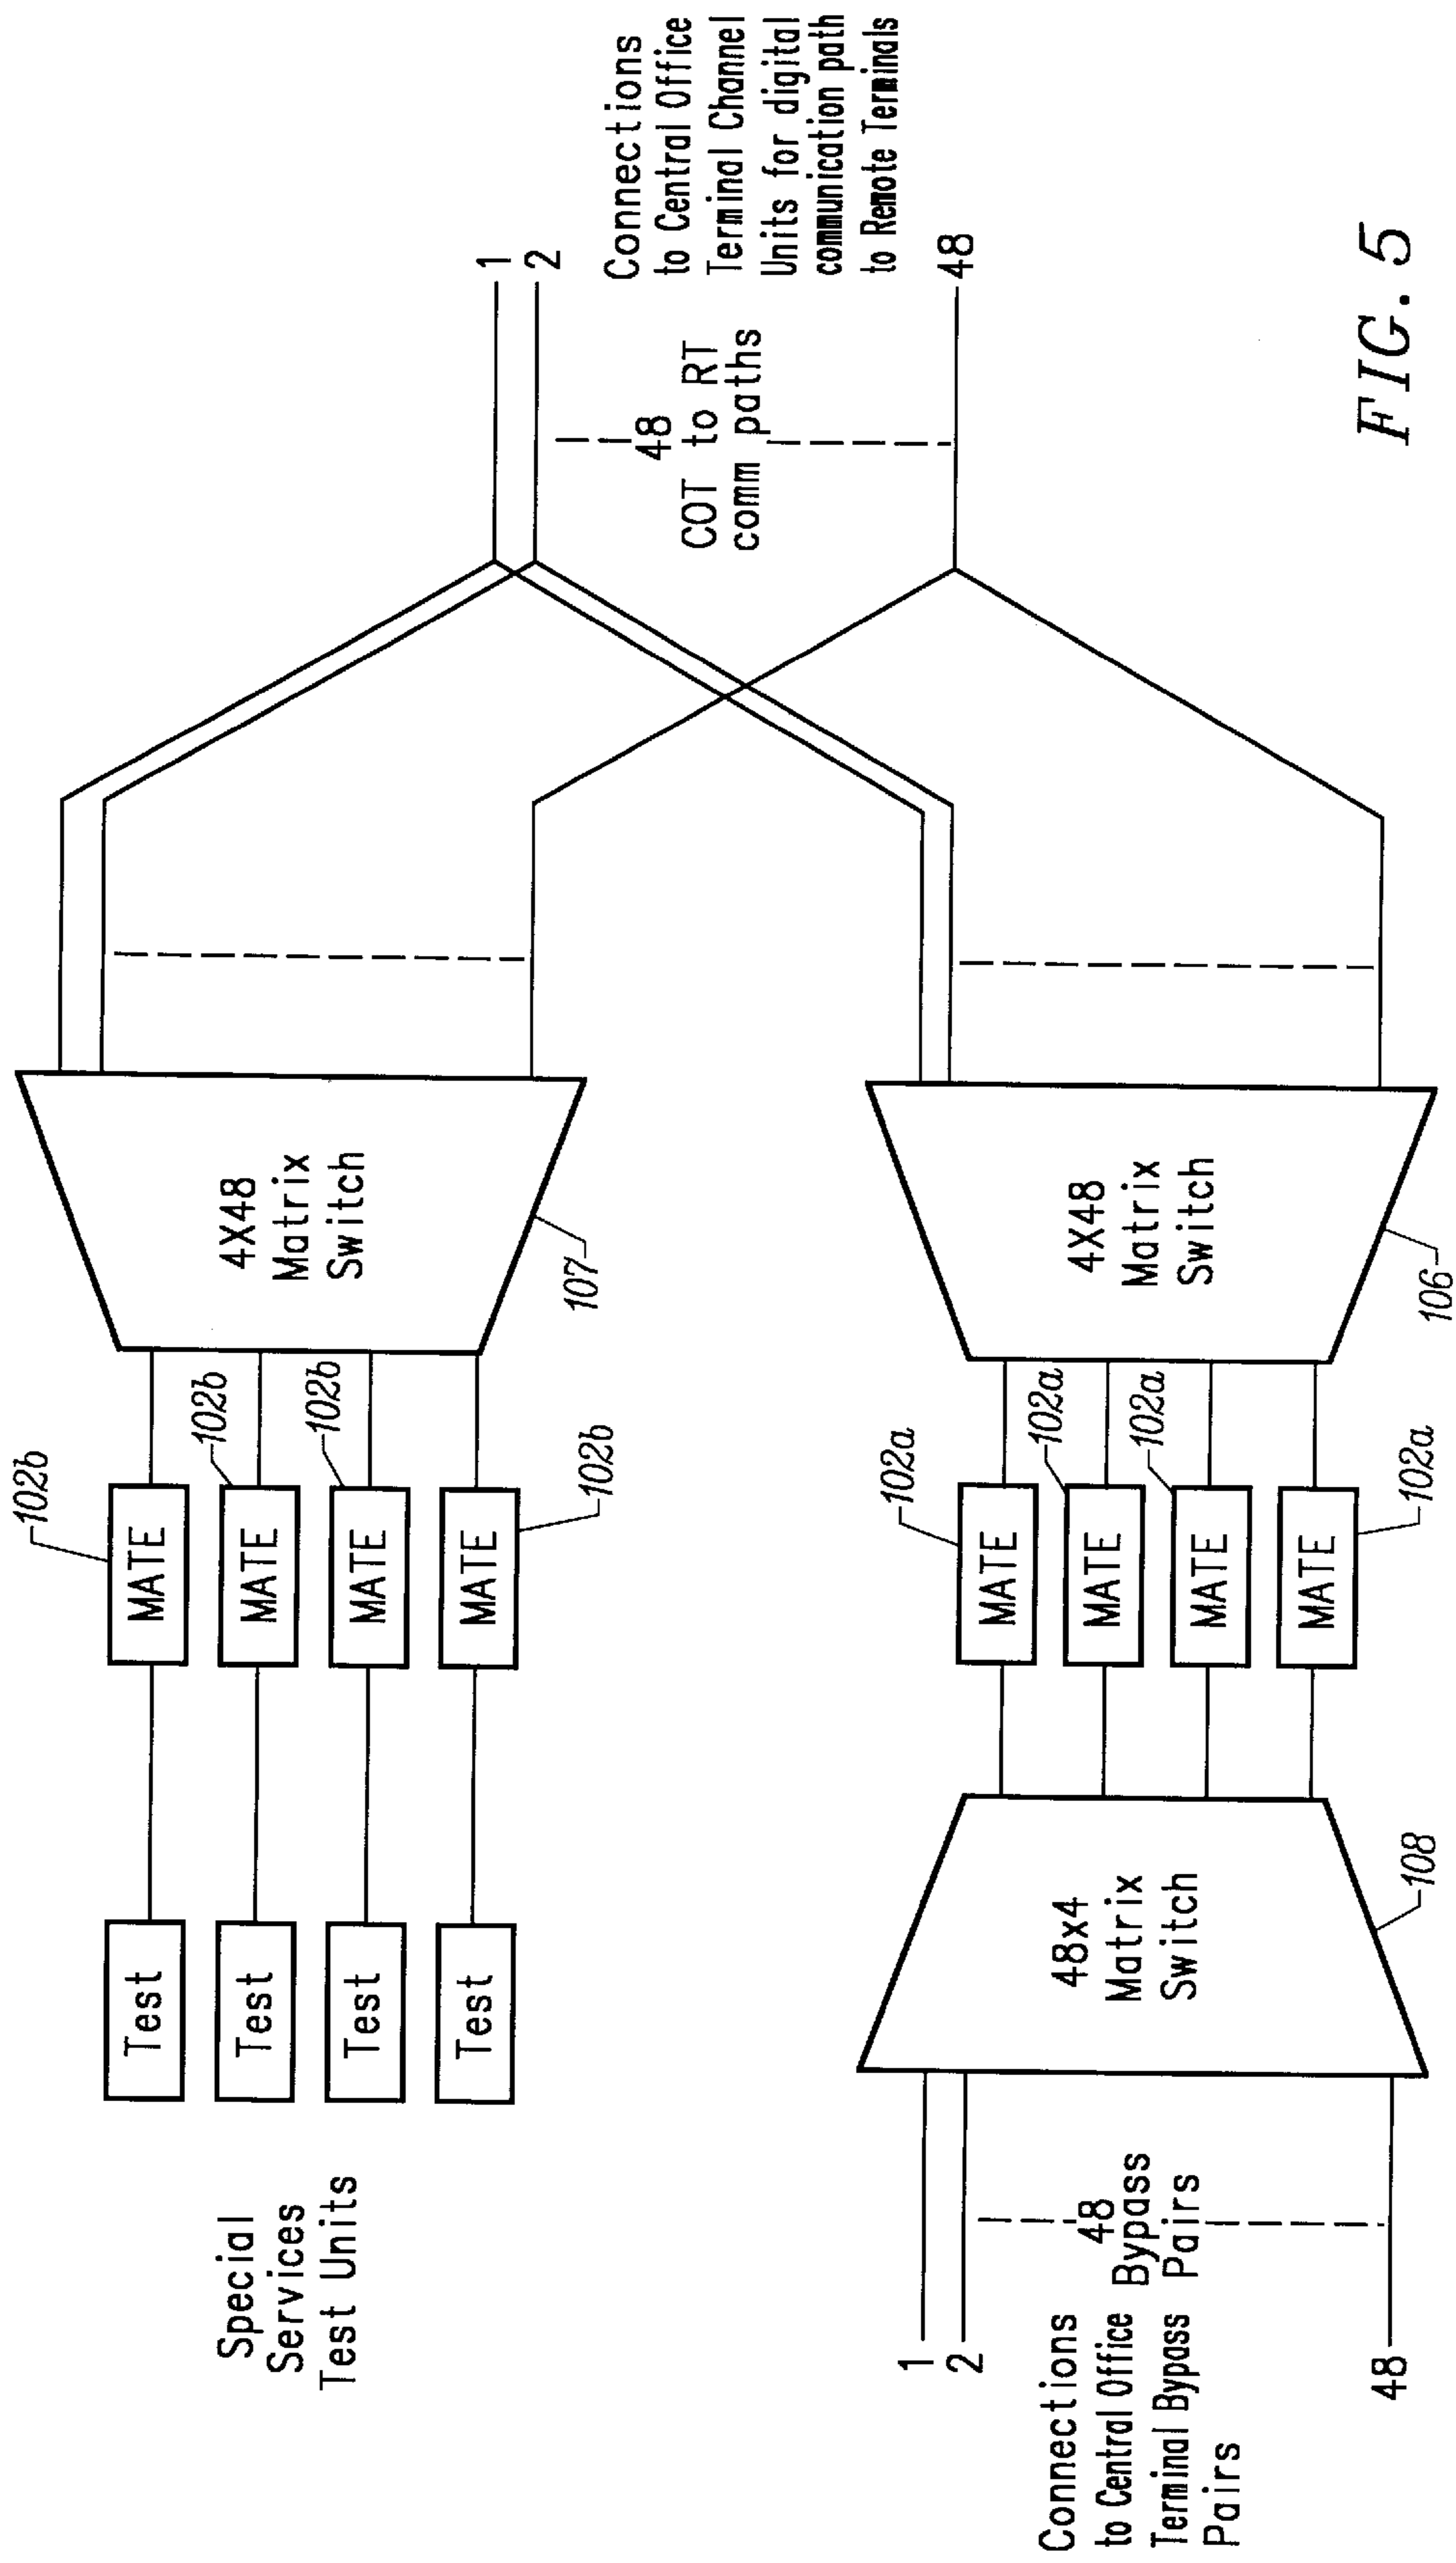 Special
Services
Test Units
Test
Test
Test
Test
MATE
MATE
MATE
MATE
102b
102b
102b
102b
4X48
Matrix
Switch
107
Connections
to Central Office
Terminal Bypass
Pairs
1
2
48
48
Bypass
Pairs
48x4
Matrix
Switch
108
MATE
MATE
MATE
MATE
102a
102a
102a
102a
4X48
Matrix
Switch
106
48
COT to RT
comm paths
1
2
48
Connections
to Central Office
Terminal Channel
Units for digital
communication path
to Remote Terminals
FIG. 5